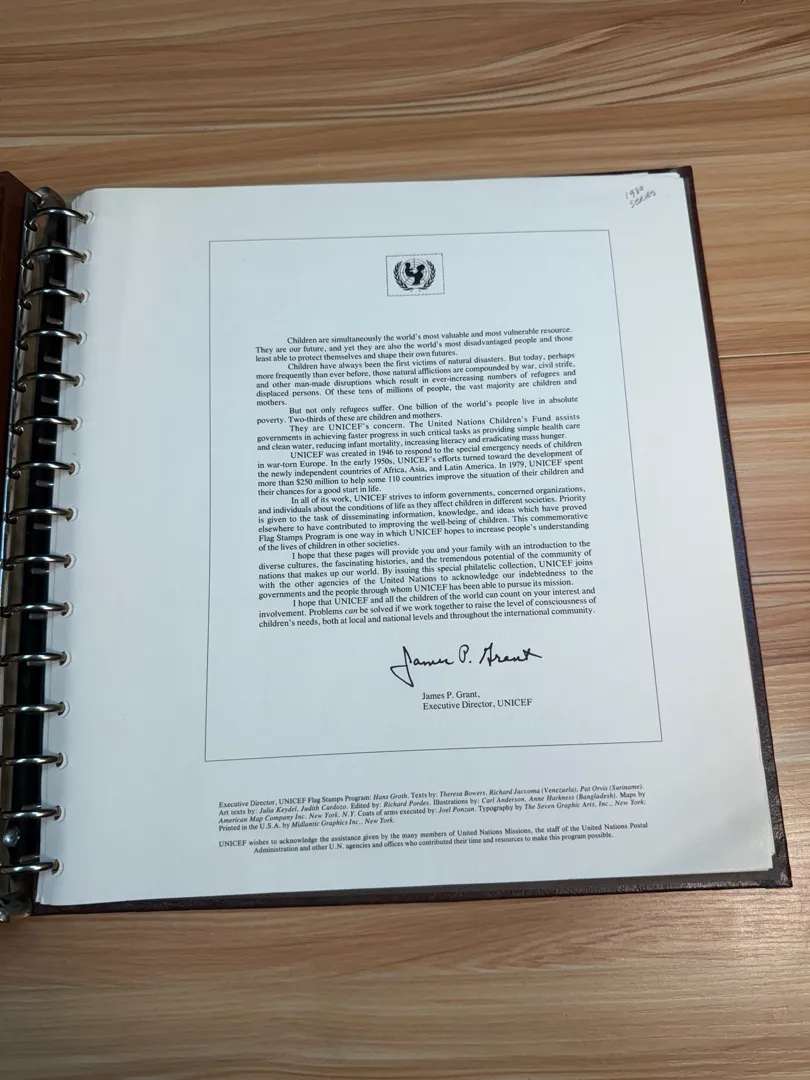 1980
SERIES
Children are simultaneously the world's most valuable and most vulnerable resource.
They are our future, and yet they are also the world's most disadvantaged people and those
least able to protect themselves and shape their own futures.
Children have always been the first victims of natural disasters. But today, perhaps
more frequently than ever before, those natural afflictions are compounded by war, civil strife,
and other man-made disruptions which result in ever-increasing numbers of refugees and
displaced persons. Of these tens of millions of people, the vast majority are children and
mothers.
But not only refugees suffer. One billion of the world's people live in absolute
poverty. Two-thirds of these are children and mothers.
They are UNICEF's concern. The United Nations Children's Fund assists
governments in achieving faster progress in such critical tasks as providing simple health care
and clean water, reducing infant mortality, increasing literacy and eradicating mass hunger.
UNICEF was created in 1946 to respond to the special emergency needs of children
in war-torn Europe. In the early 1950s, UNICEF's efforts turned toward the development of
the newly independent countries of Africa, Asia, and Latin America. In 1979, UNICEF spent
more than $250 million to help some 110 countries improve the situation of their children and
their chances for a good start in life.
In all of its work, UNICEF strives to inform governments, concerned organizations,
and individuals about the conditions of life as they affect children in different societies. Priority
is given to the task of disseminating information, knowledge, and ideas which have proved
elsewhere to have contributed to improving the well-being of children. This commemorative
Flag Stamps Program is one way in which UNICEF hopes to increase people's understanding
of the lives of children in other societies.
I hope that these pages will provide you and your family with an introduction to the
diverse cultures, the fascinating histories, and the tremendous potential of the community of
nations that makes up our world. By issuing this special philatelic collection, UNICEF joins
with the other agencies of the United Nations to acknowledge our indebtedness to the
governments and the people through whom UNICEF has been able to pursue its mission.
I hope that UNICEF and all the children of the world can count on your interest and
involvement. Problems can be solved if we work together to raise the level of consciousness of
children's needs, both at local and national levels and throughout the international community.
James P. Grant
James P. Grant,
Executive Director, UNICEF
Executive Director, UNICEF Flag Stamps Program: Hans Groth. Texts by: Theresa Bowers, Richard Jaccoma (Venezuela), Pat Orvis (Suriname).
Art texts by: Julia Keydel, Judith Cardozo. Edited by: Richard Pordes. Illustrations by: Carl Anderson, Anne Harkness (Bangladesh). Maps by
American Map Company Inc. New York, N.Y. Coats of arms executed by: Joel Ponzan. Typography by The Seven Graphic Arts, Inc., New York;
Printed in the U.S.A. by Midlantic Graphics Inc., New York.
UNICEF wishes to acknowledge the assistance given by the many members of United Nations Missions, the staff of the United Nations Postal
Administration and other U.N. agencies and offices who contributed their time and resources to make this program possible.